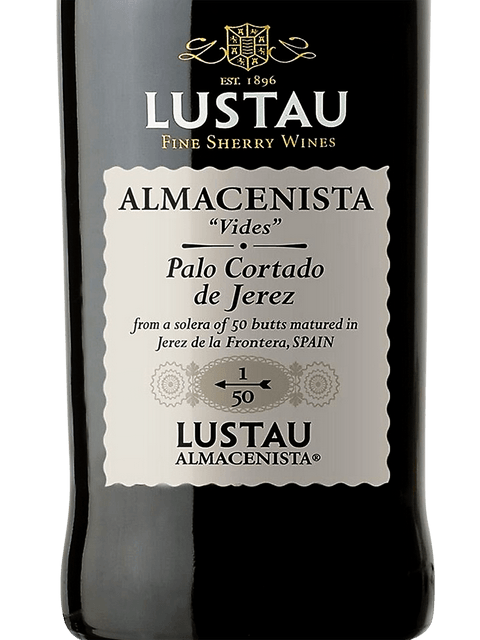 EST. 1896
LUSTAU
FINE SHERRY WINES
ALMACENISTA
“Vides”
Palo Cortado
de Jerez
from a solera of 50 butts matured in
Jerez de la Frontera, SPAIN
1
50
LUSTAU
ALMACENISTA®